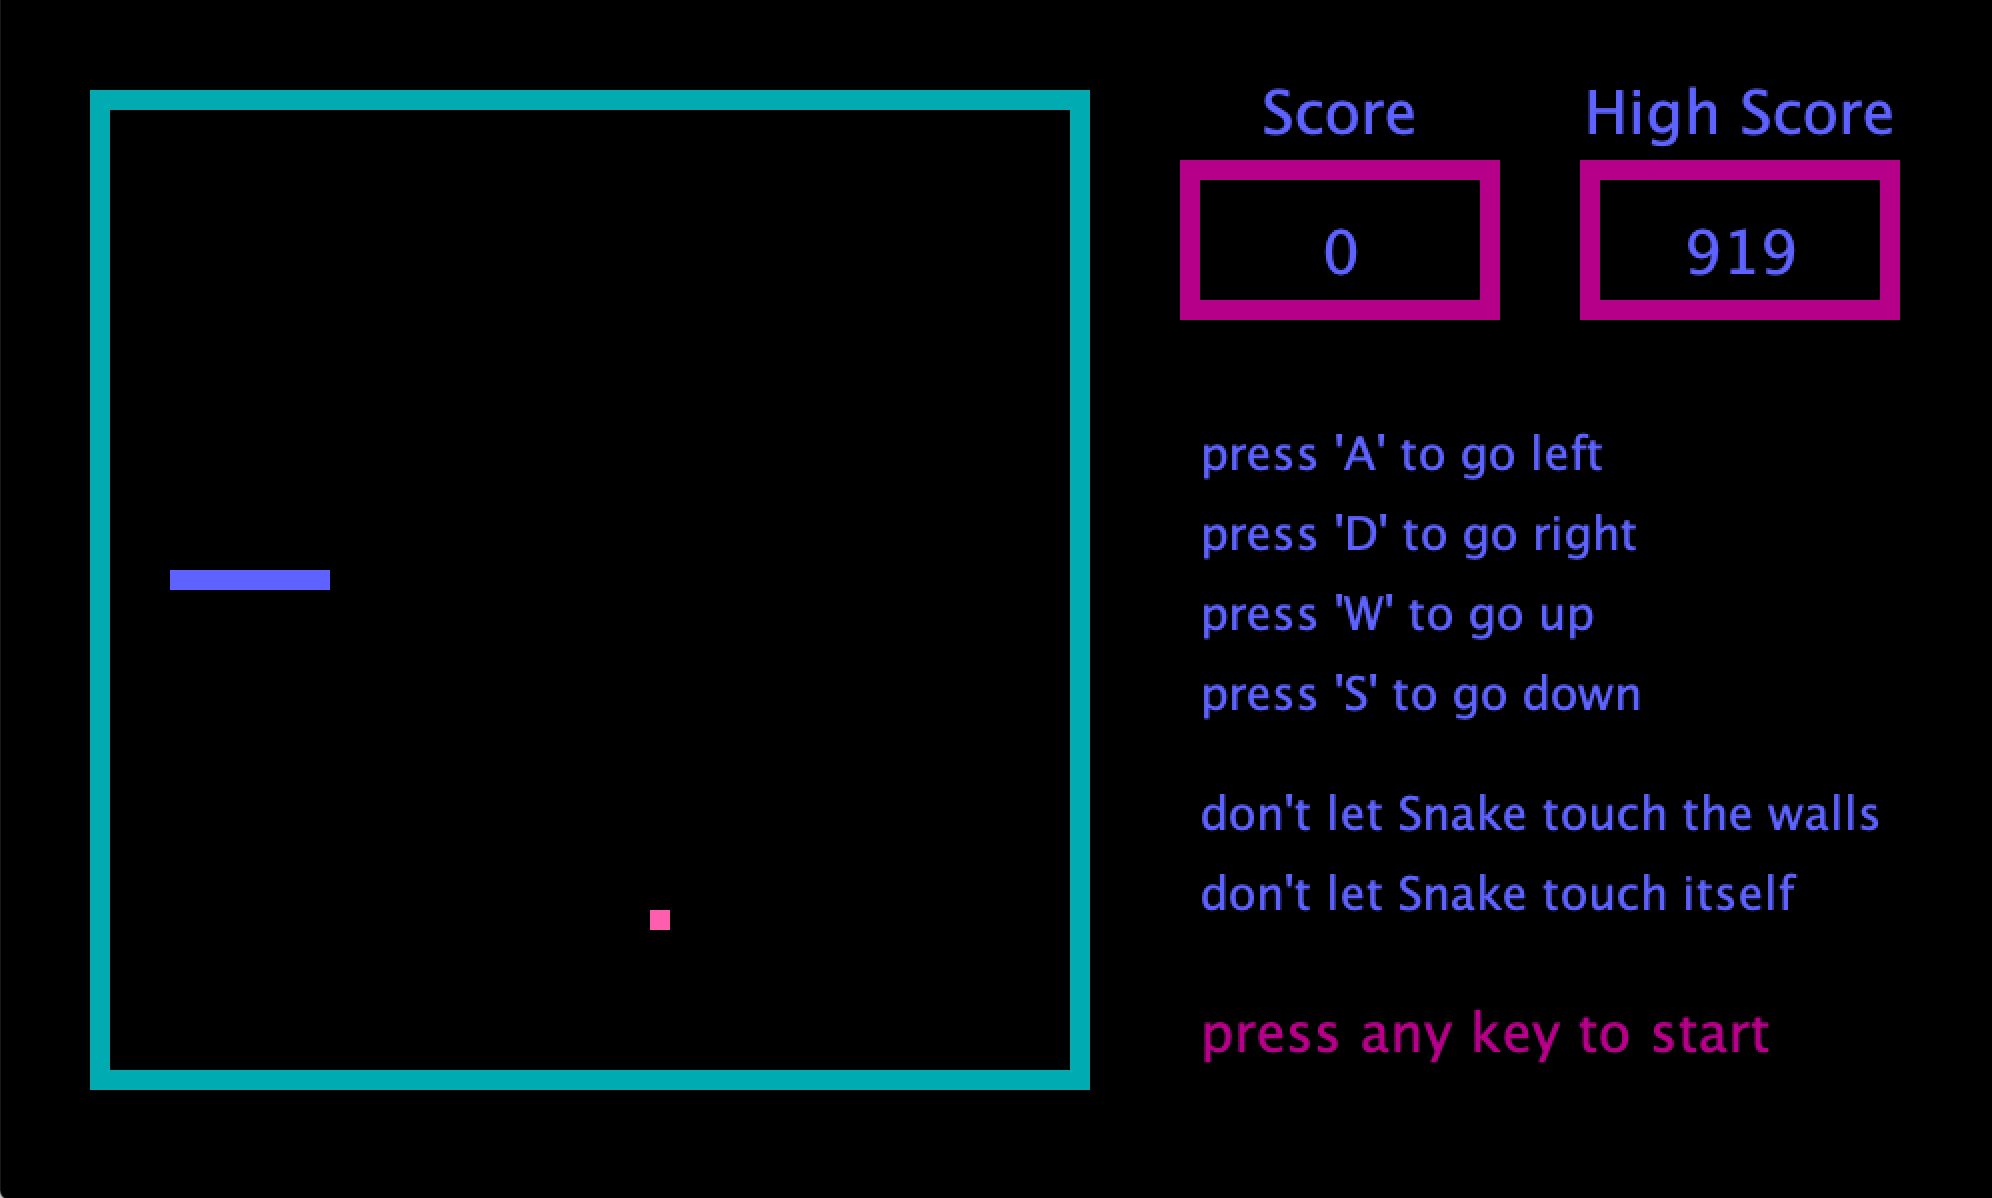 Score
High Score
0
919
press 'A' to go left
press 'D' to go right
press 'W' to go up
press 'S' to go down
don't let Snake touch the walls
don't let Snake touch itself
press any key to start